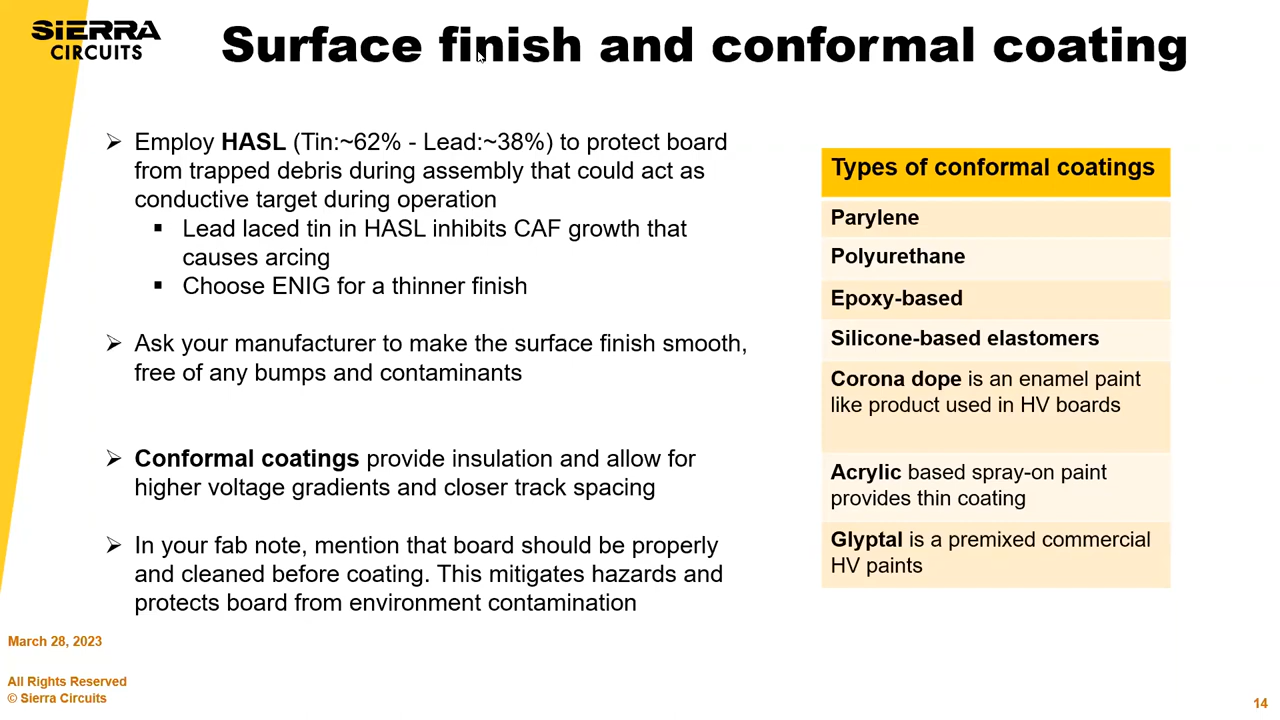 SIERRA
CIRCUITS
Surface finish and conformal coating
➢ Employ HASL (Tin:~62% - Lead:~38%) to protect board
from trapped debris during assembly that could act as
conductive target during operation
▪ Lead laced tin in HASL inhibits CAF growth that
causes arcing
▪ Choose ENIG for a thinner finish
➢ Ask your manufacturer to make the surface finish smooth,
free of any bumps and contaminants
➢ Conformal coatings provide insulation and allow for
higher voltage gradients and closer track spacing
➢ In your fab note, mention that board should be properly
and cleaned before coating. This mitigates hazards and
protects board from environment contamination
Types of conformal coatings
Parylene
Polyurethane
Epoxy-based
Silicone-based elastomers
Corona dope is an enamel paint
like product used in HV boards
Acrylic based spray-on paint
provides thin coating
Glyptal is a premixed commercial
HV paints
March 28, 2023
All Rights Reserved
© Sierra Circuits
14